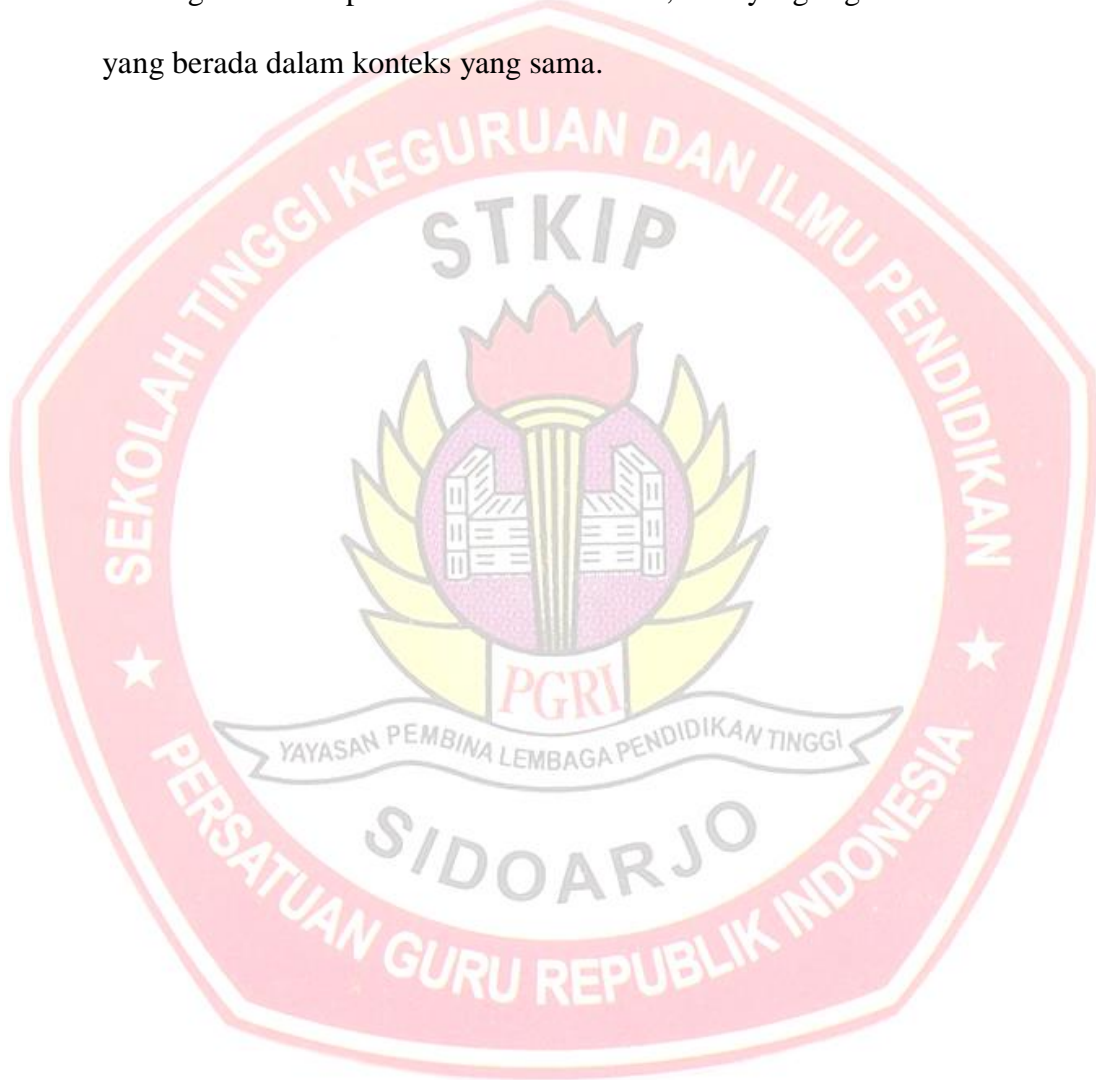 yang berada dalam konteks yang sama.
SEKOLAH TINGGI KEGURUAN DAN ILMU PENDIDIKAN
STKIP
PGRI
YAYASAN PEMBINA LEMBAGA PENDIDIKAN TINGGI
SIDOARJO
PERSATUAN GURU REPUBLIK INDONESIA